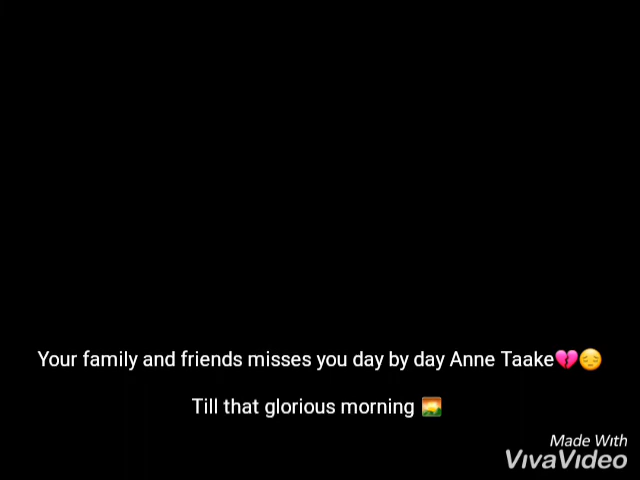 Your family and friends misses you day by day Anne Taake💔😔
Till that glorious morning 🌄
Made With
VivaVideo